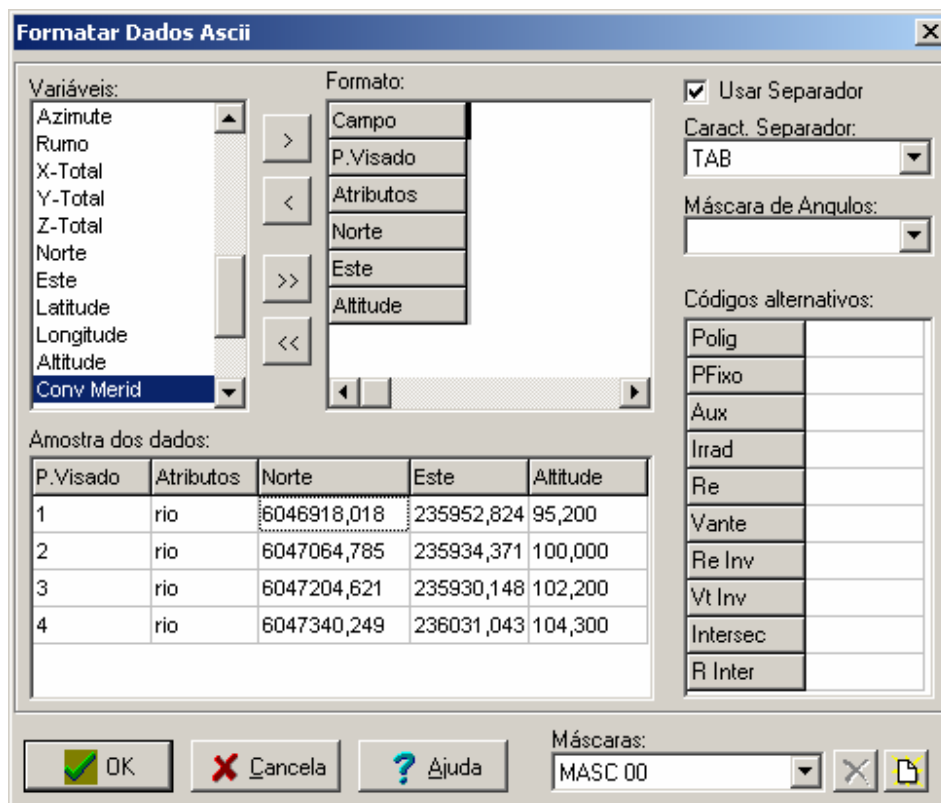 Formatar Dados Ascii
Variáveis:
Azimute
Rumo
X-Total
Y-Total
Z-Total
Norte
Este
Latitude
Longitude
Altitude
Conv Merid
>
<
>>
<<
Formato:
Campo
P.Visado
Atributos
Norte
Este
Altitude
Usar Separador
Caract. Separador:
TAB
Máscara de Angulos:
Códigos alternativos:
Polig
PFixo
Aux
Irrad
Re
Vante
Re Inv
Vt Inv
Intersec
R Inter
Amostra dos dados:
P.Visado Atributos Norte Este Altitude
1 rio 6046918,018 235952,824 95,200
2 rio 6047064,785 235934,371 100,000
3 rio 6047204,621 235930,148 102,200
4 rio 6047340,249 236031,043 104,300
OK
Cancela
? Ajuda
Máscaras:
MASC 00